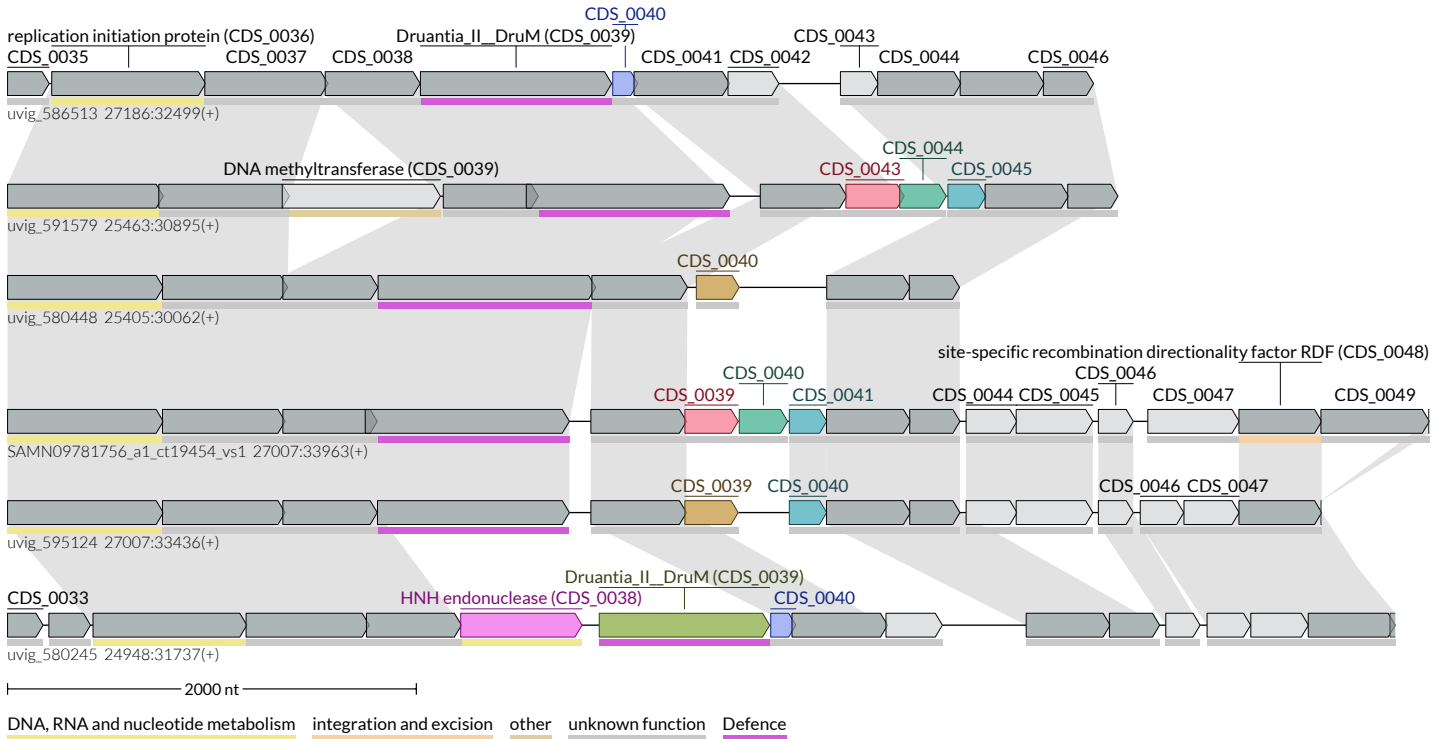 CDS_0040
replication initiation protein (CDS_0036) Druantia_II__DruM (CDS_0039) CDS_0043
CDS_0035 CDS_0037 CDS_0038 CDS_0041 CDS_0042 CDS_0044 CDS_0046
uvig_586513 27186:32499(+)
CDS_0044
DNA methyltransferase (CDS_0039) CDS_0043 CDS_0045
uvig_591579 25463:30895(+)
CDS_0040
uvig_580448 25405:30062(+)
site-specific recombination directionality factor RDF (CDS_0048)
CDS_0040 CDS_0046
CDS_0039 CDS_0041 CDS_0044 CDS_0045 CDS_0047 CDS_0049
SAMN09781756_a1_ct19454_vs1 27007:33963(+)
CDS_0039 CDS_0040 CDS_0046 CDS_0047
uvig_595124 27007:33436(+)
Druantia_II__DruM (CDS_0039)
CDS_0033 HNH endonuclease (CDS_0038) CDS_0040
uvig_580245 24948:31737(+)
2000 nt
DNA, RNA and nucleotide metabolism integration and excision other unknown function Defence